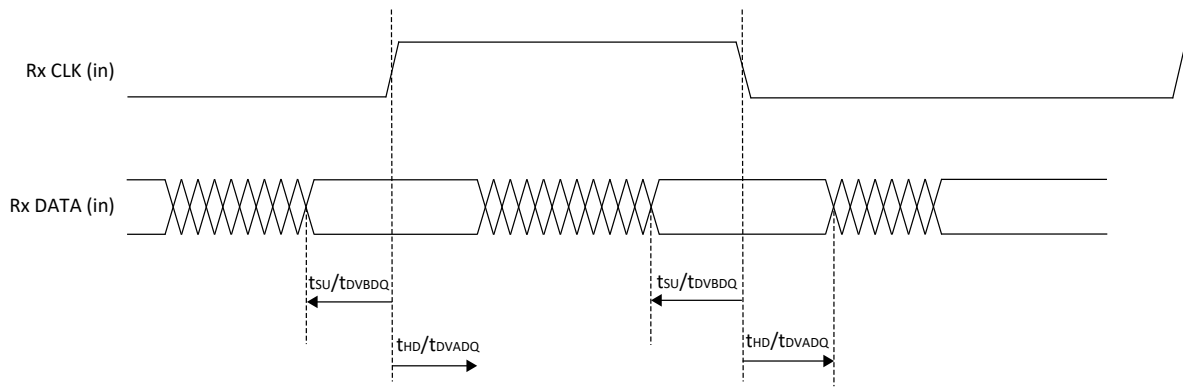 Rx CLK (in)
Rx DATA (in)
tSU/tDVBDQ
tSU/tDVBDQ
tHD/tDVADQ
tHD/tDVADQ